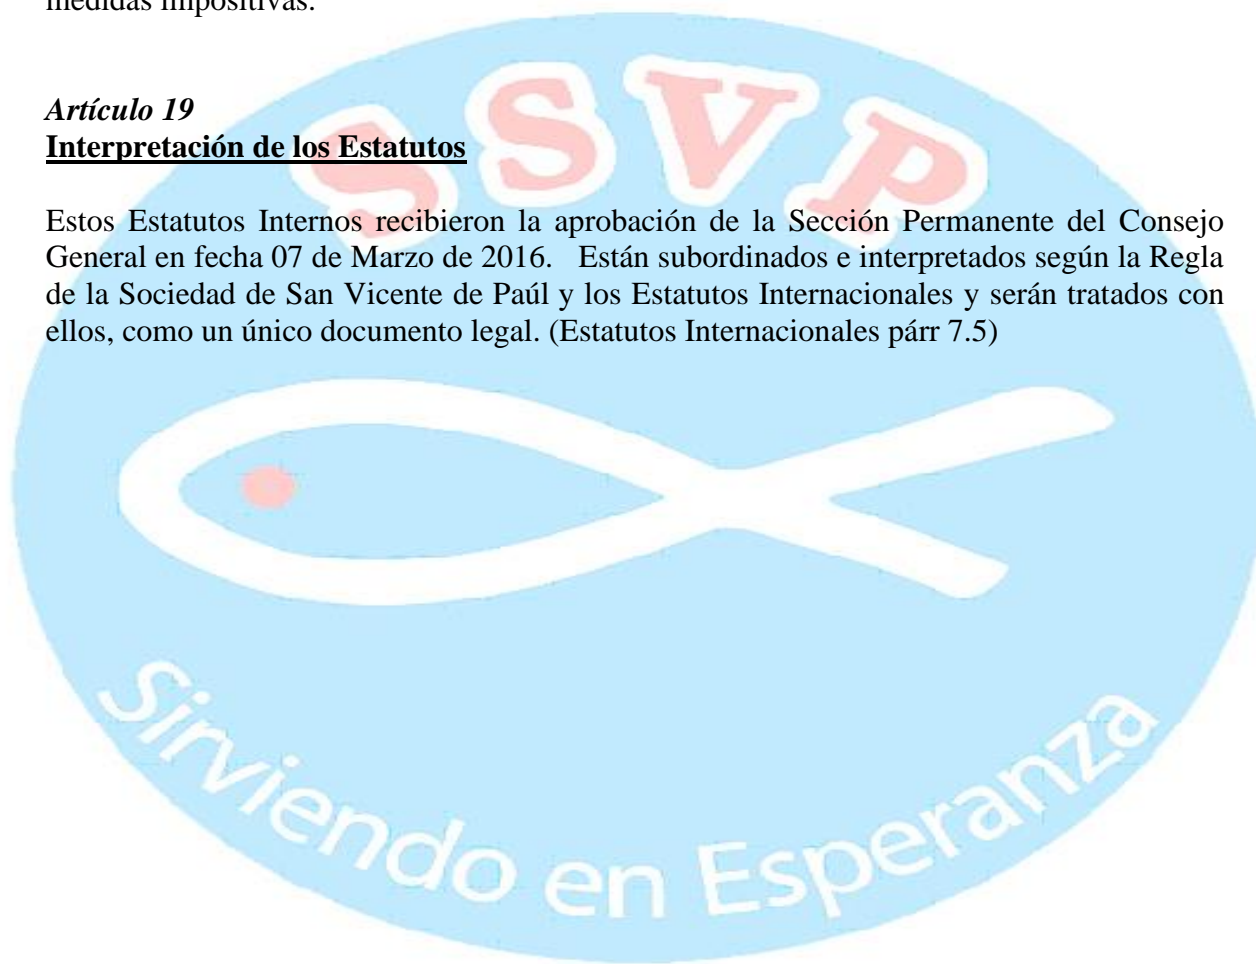 medidas impositivas.
Artículo 19
Interpretación de los Estatutos
Estos Estatutos Internos recibieron la aprobación de la Sección Permanente del Consejo
General en fecha 07 de Marzo de 2016. Están subordinados e interpretados según la Regla
de la Sociedad de San Vicente de Paúl y los Estatutos Internacionales y serán tratados con
ellos, como un único documento legal. (Estatutos Internacionales párr 7.5)
SSVP
Sirviendo en Esperanza